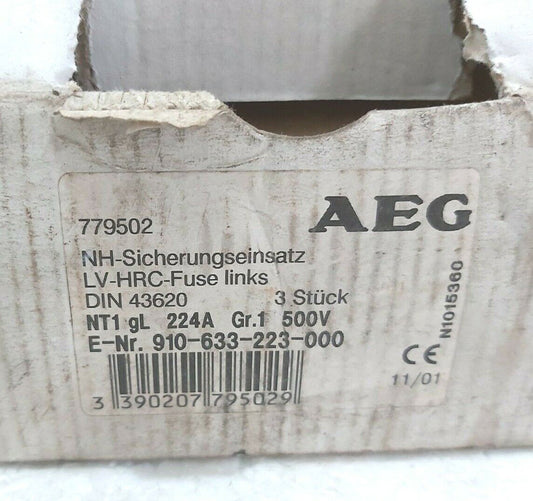 779502
AEG
NH-Sicherungseinsatz
LV-HRC-Fuse links
DIN 43620 3 Stück
NT1 gL 224A Gr.1 500V
E-Nr. 910-633-223-000
N1015360
CE
11/01
3 390207 795029